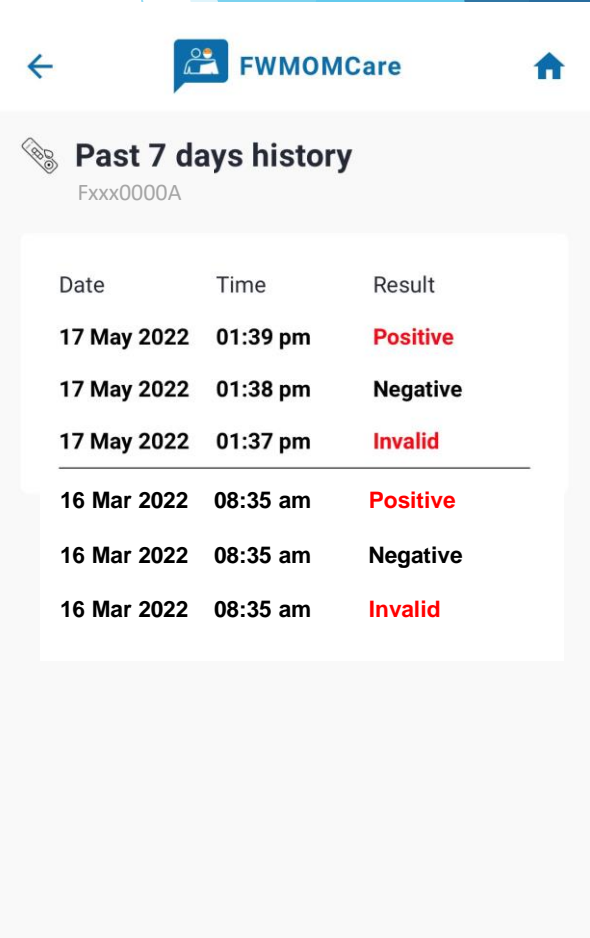 FWMOMCare
Past 7 days history
Fxxx0000A
Date Time Result
17 May 2022 01:39 pm Positive
17 May 2022 01:38 pm Negative
17 May 2022 01:37 pm Invalid
16 Mar 2022 08:35 am Positive
16 Mar 2022 08:35 am Negative
16 Mar 2022 08:35 am Invalid